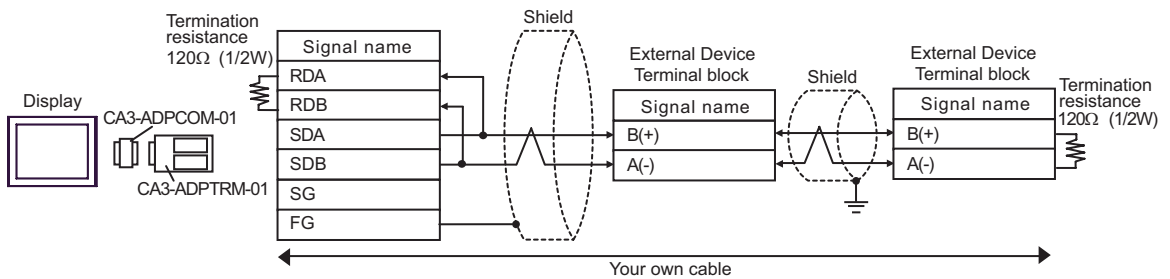 Shield
Termination
resistance
120Ω (1/2W)
Signal name
RDA
RDB
SDA
SDB
SG
FG
Display
CA3-ADPCOM-01
CA3-ADPTRM-01
External Device
Terminal block
Signal name
B(+)
A(-)
Shield
External Device
Terminal block
Signal name
B(+)
A(-)
Termination
resistance
120Ω (1/2W)
Your own cable